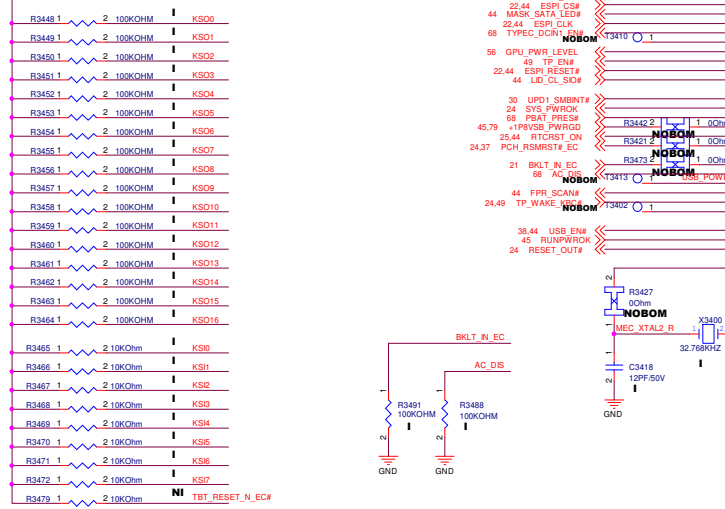 R3448 1 2 100KOHM I KSO0
R3449 1 2 100KOHM KSO1
R3450 1 2 100KOHM I KSO2
R3451 1 2 100KOHM I KSO3
R3452 1 2 100KOHM I KSO4
R3453 1 2 100KOHM I KSO5
R3454 1 2 100KOHM I KSO6
R3455 1 2 100KOHM I KSO7
R3456 1 2 100KOHM I KSO8
R3457 1 2 100KOHM I KSO9
R3458 1 2 100KOHM I KSO10
R3459 1 2 100KOHM I KSO11
R3460 1 2 100KOHM I KSO12
R3461 1 2 100KOHM I KSO13
R3462 1 2 100KOHM I KSO14
R3463 1 2 100KOHM I KSO15
R3464 1 2 100KOHM I KSO16
R3465 1 2 10KOhm I KSI0
R3466 1 2 10KOhm I KSI1
R3467 1 2 10KOhm I KSI2
R3468 1 2 10KOhm I KSI3
R3469 1 2 10KOhm I KSI4
R3470 1 2 10KOhm I KSI5
R3471 1 2 10KOhm I KSI6
R3472 1 2 10KOhm I KSI7
R3479 1 2 10KOhm NI TBT_RESET_N_EC#
22,44 ESPI_CS#
44 MASK_SATA_LED#
22,44 ESPI_CLK
68 TYPEC_DCIN1_EN# NOBOM T3410 1
56 GPU_PWR_LEVEL
49 TP_EN#
22,44 ESPI_RESET#
44 LID_CL_SIO#
30 UPD1_SMBINT#
24 SYS_PWROK
68 PBAT_PRES#
45,79 +1P8VSB_PWRGD R3442 2 1 0Ohm NOBOM
25,44 RTCRST_ON
24,37 PCH_RSMRST#_EC R3421 2 1 0Ohm NOBOM
21 BKLT_IN_EC R3473 2 1 0Ohm NOBOM
68 AC_DIS NOBOM T3413 1
44 FPR_SCAN#
24,49 TP_WAKE_KBC# NOBOM T3402 1
38,44 USB_EN#
45 RUNPWROK
24 RESET_OUT#
BKLT_IN_EC
AC_DIS
1 R3491 100KOHM I 2 GND
1 R3488 100KOHM I 2 GND
2 R3427
0Ohm
NOBOM
1
MEC_XTAL2_R 1 2 X3400
32.768KHZ
I
1 C3418
12PF/50V
2 I
GND